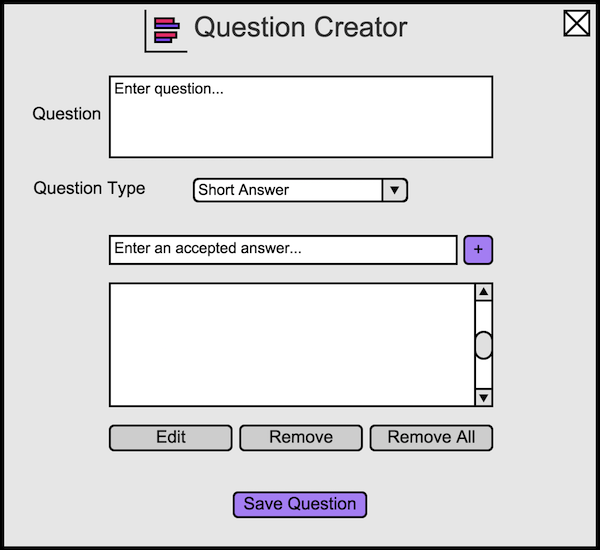 Question Creator
Question
Enter question...
Question Type
Short Answer
Enter an accepted answer...
+
Edit
Remove
Remove All
Save Question